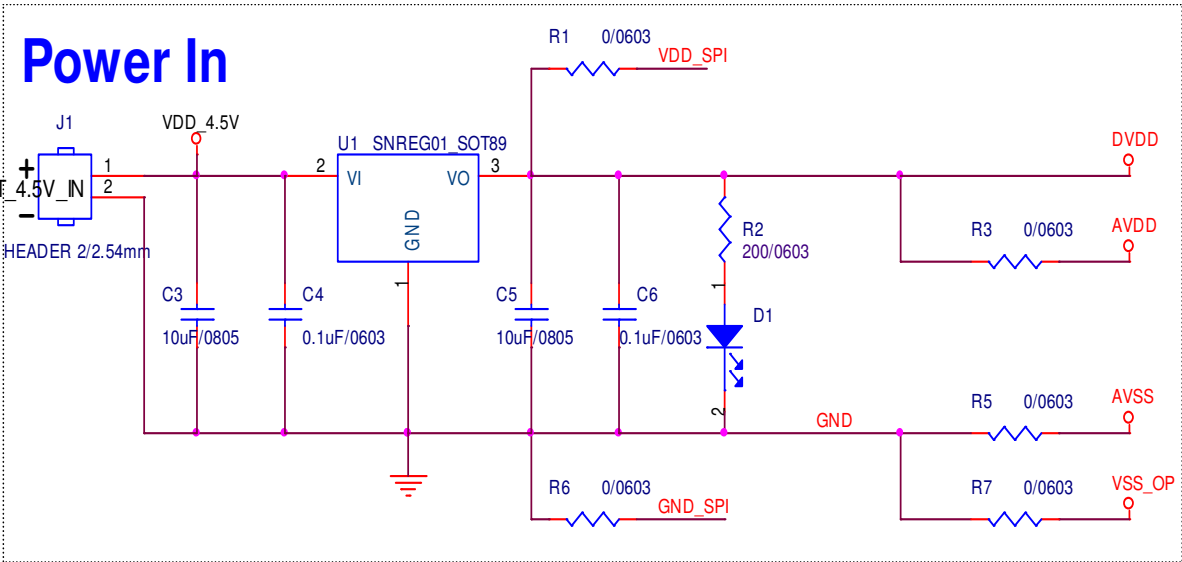 Power In
R1 0/0603
VDD_SPI
J1
VDD_4.5V
U1 SNREG01_SOT89
DVDD
+
1
2
VI
VO
3
T_4.5V_IN
2
−
GND
1
HEADER 2/2.54mm
R2
200/0603
R3 0/0603
AVDD
1
C3
10uF/0805
C4
0.1uF/0603
C5
10uF/0805
C6
0.1uF/0603
D1
2
GND
R5 0/0603
AVSS
R6 0/0603
GND_SPI
R7 0/0603
VSS_OP